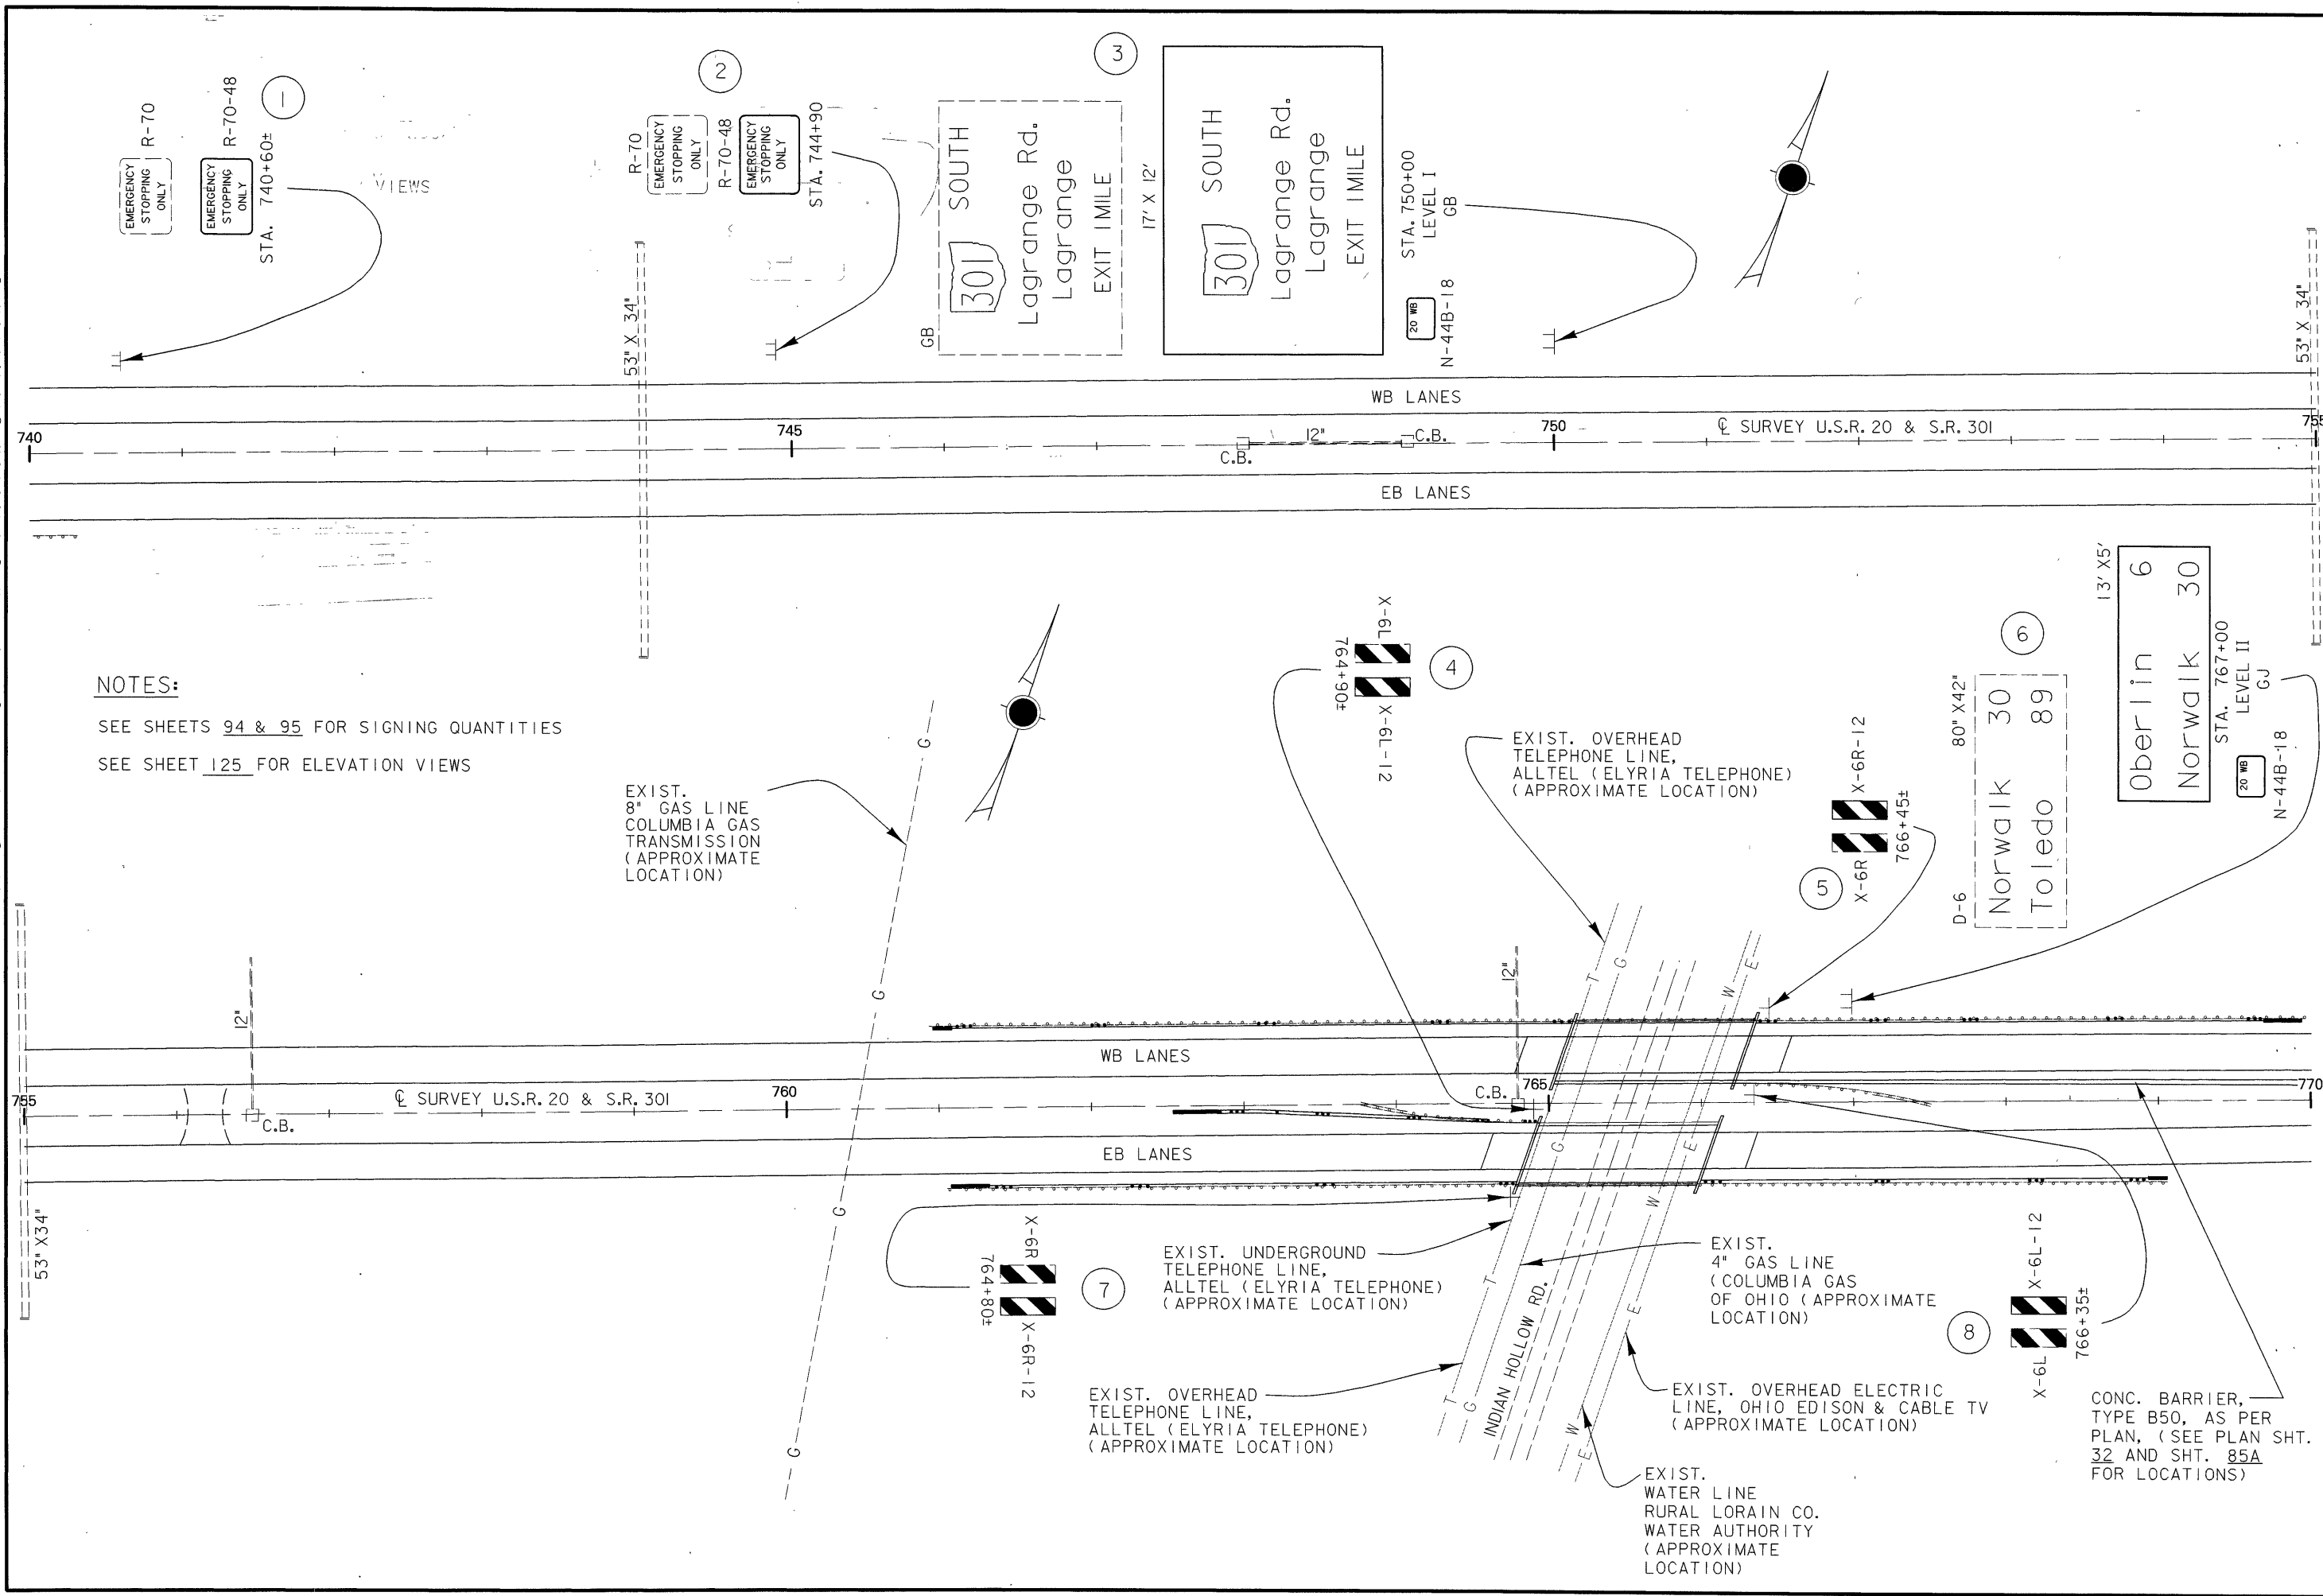 R-70
EMERGENCY
STOPPING
ONLY
R-70-48
EMERGENCY
STOPPING
ONLY
STA. 740+60±
1
VIEWS
2
R-70
EMERGENCY
STOPPING
ONLY
R-70-48
EMERGENCY
STOPPING
ONLY
STA. 744+90
53" X 34"
3
GB
301 SOUTH
Lagrange Rd.
Lagrange
EXIT 1 MILE
17' X 12'
301 SOUTH
Lagrange Rd.
Lagrange
EXIT 1 MILE
STA. 750+00
LEVEL I
GB
20 WB
N-44B-18
53" X 34"
WB LANES
740
745
750
755
12"
C.B.
C.B.
℄ SURVEY U.S.R. 20 & S.R. 301
EB LANES
NOTES:
SEE SHEETS 94 & 95 FOR SIGNING QUANTITIES
SEE SHEET 125 FOR ELEVATION VIEWS
EXIST.
8" GAS LINE
COLUMBIA GAS
TRANSMISSION
(APPROXIMATE
LOCATION)
G
G
G
G
764+90±
X-6L
X-6L-12
4
EXIST. OVERHEAD
TELEPHONE LINE,
ALLTEL (ELYRIA TELEPHONE)
(APPROXIMATE LOCATION)
5
X-6R
X-6R-12
766+45±
6
D-6
80" X42"
Norwalk 30
Toledo 89
13' X5'
Oberlin 6
Norwalk 30
STA. 767+00
LEVEL II
GJ
20 WB
N-44B-18
12"
12"
T
G
W
E
WB LANES
755
760
765
770
℄ SURVEY U.S.R. 20 & S.R. 301
C.B.
C.B.
G
E
EB LANES
W
E
53" X34"
764+80±
X-6R
X-6R-12
7
EXIST. UNDERGROUND
TELEPHONE LINE,
ALLTEL (ELYRIA TELEPHONE)
(APPROXIMATE LOCATION)
T
INDIAN HOLLOW RD.
E
EXIST.
4" GAS LINE
(COLUMBIA GAS
OF OHIO (APPROXIMATE
LOCATION)
8
X-6L
X-6L-12
766+35±
EXIST. OVERHEAD
TELEPHONE LINE,
ALLTEL (ELYRIA TELEPHONE)
(APPROXIMATE LOCATION)
T
G
W
E
EXIST. OVERHEAD ELECTRIC
LINE, OHIO EDISON & CABLE TV
(APPROXIMATE LOCATION)
CONC. BARRIER,
TYPE B50, AS PER
PLAN, (SEE PLAN SHT.
32 AND SHT. 85A
FOR LOCATIONS)
EXIST.
WATER LINE
RURAL LORAIN CO.
WATER AUTHORITY
(APPROXIMATE
LOCATION)